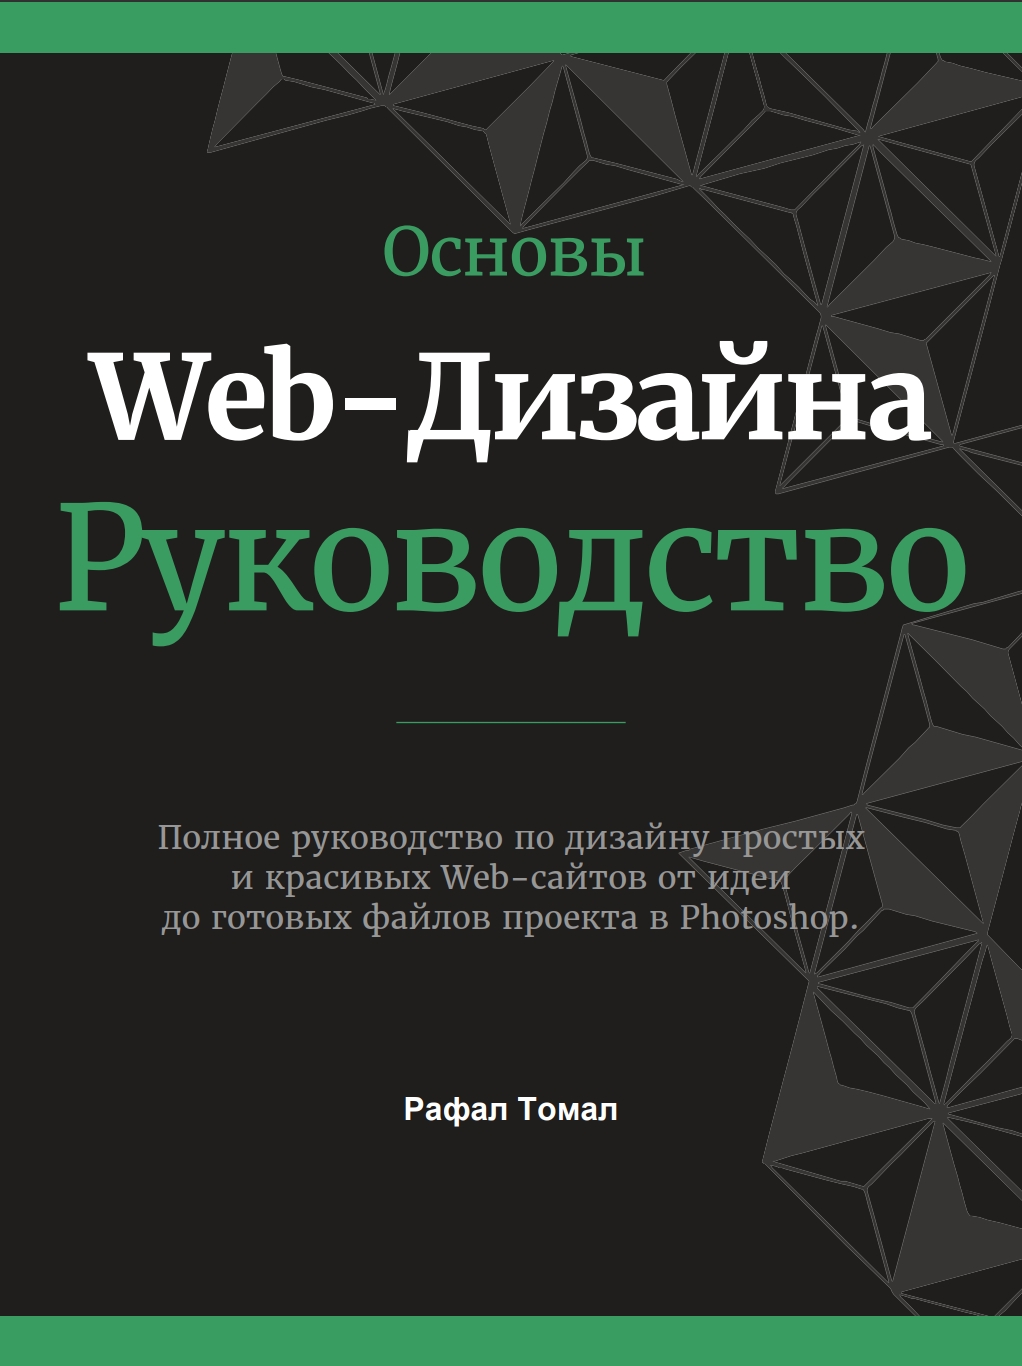 Основы
Web-Дизайна
Руководство
Полное руководство по дизайну простых
и красивых Web-сайтов от идеи
до готовых файлов проекта в Photoshop.
Рафал Томал